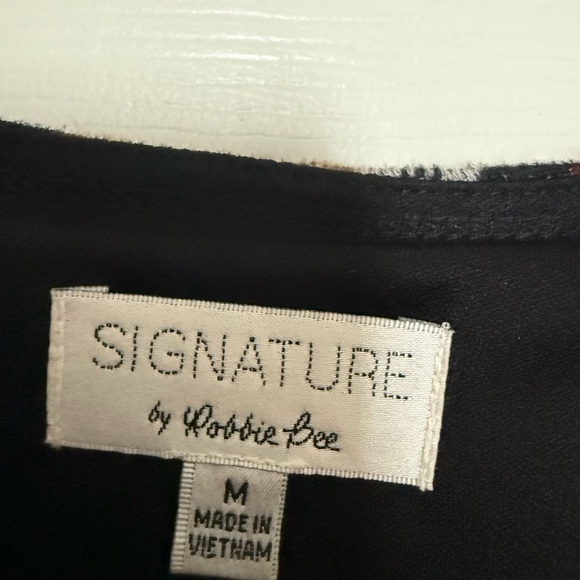 SIGNATURE
by Robbie Bee
M
MADE IN
VIETNAM